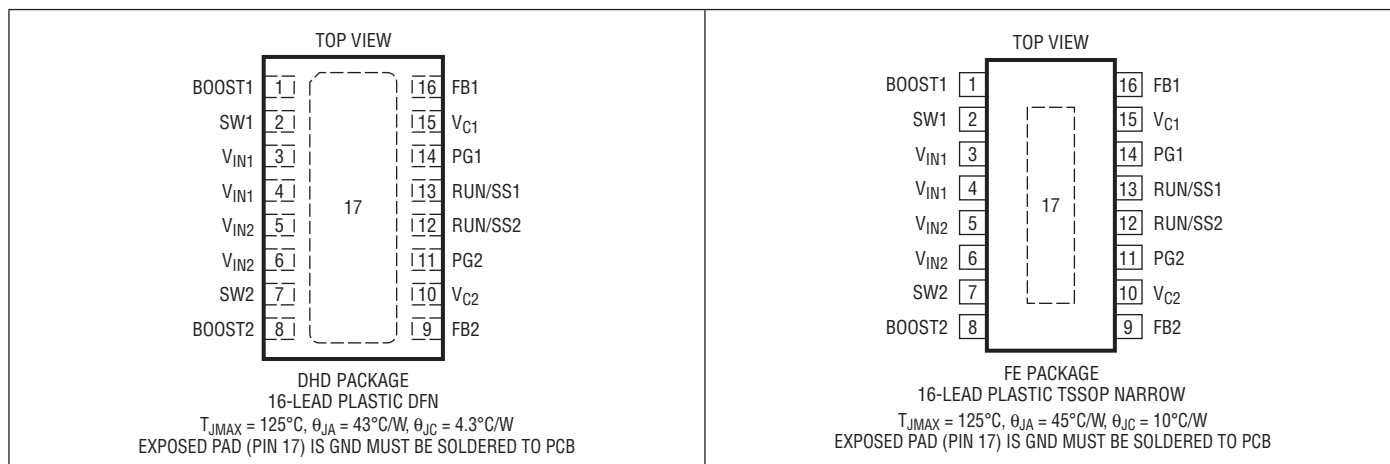 TOP VIEW
BOOST1 1 16 FB1
SW1 2 15 VC1
VIN1 3 14 PG1
VIN1 4 13 RUN/SS1
17
VIN2 5 12 RUN/SS2
VIN2 6 11 PG2
SW2 7 10 VC2
BOOST2 8 9 FB2
DHD PACKAGE
16-LEAD PLASTIC DFN
TJMAX = 125°C, θJA = 43°C/W, θJC = 4.3°C/W
EXPOSED PAD (PIN 17) IS GND MUST BE SOLDERED TO PCB
TOP VIEW
BOOST1 1 16 FB1
SW1 2 15 VC1
VIN1 3 14 PG1
VIN1 4 13 RUN/SS1
17
VIN2 5 12 RUN/SS2
VIN2 6 11 PG2
SW2 7 10 VC2
BOOST2 8 9 FB2
FE PACKAGE
16-LEAD PLASTIC TSSOP NARROW
TJMAX = 125°C, θJA = 45°C/W, θJC = 10°C/W
EXPOSED PAD (PIN 17) IS GND MUST BE SOLDERED TO PCB